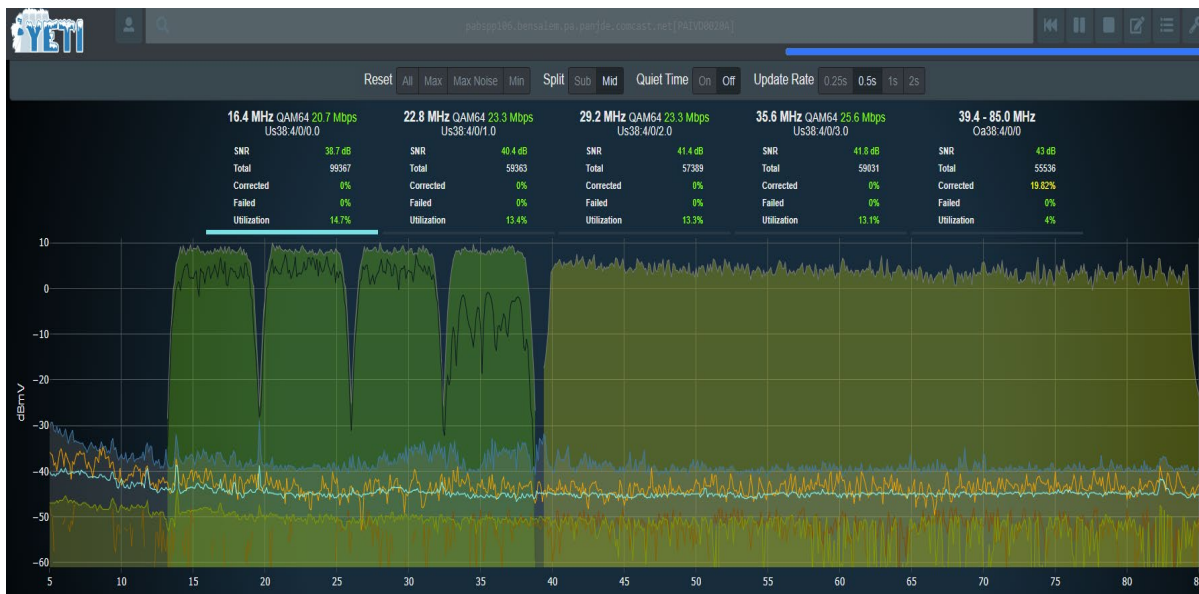 YETI
pabspp206.bensalem.pa.panjde.comcast.net[PAIVDR028A]
Reset All Max Max Noise Min Split Sub Mid Quiet Time On Off Update Rate 0.25s 0.5s 1s 2s
16.4 MHz QAM64 20.7 Mbps 22.8 MHz QAM64 23.3 Mbps 29.2 MHz QAM64 23.3 Mbps 35.6 MHz QAM64 25.6 Mbps 39.4 - 85.0 MHz
Us38:4/0/0.0 Us38:4/0/1.0 Us38:4/0/2.0 Us38:4/0/3.0 Oa38:4/0/0
SNR 38.7 dB SNR 40.4 dB SNR 41.4 dB SNR 41.8 dB SNR 43 dB
Total 99367 Total 59363 Total 57389 Total 59031 Total 55536
Corrected 0% Corrected 0% Corrected 0% Corrected 0% Corrected 19.82%
Failed 0% Failed 0% Failed 0% Failed 0% Failed 0%
Utilization 14.7% Utilization 13.4% Utilization 13.3% Utilization 13.1% Utilization 4%
10
0
−10
−20
dBmV
−30
−40
−50
−60
5 10 15 20 25 30 35 40 45 50 55 60 65 70 75 80 8